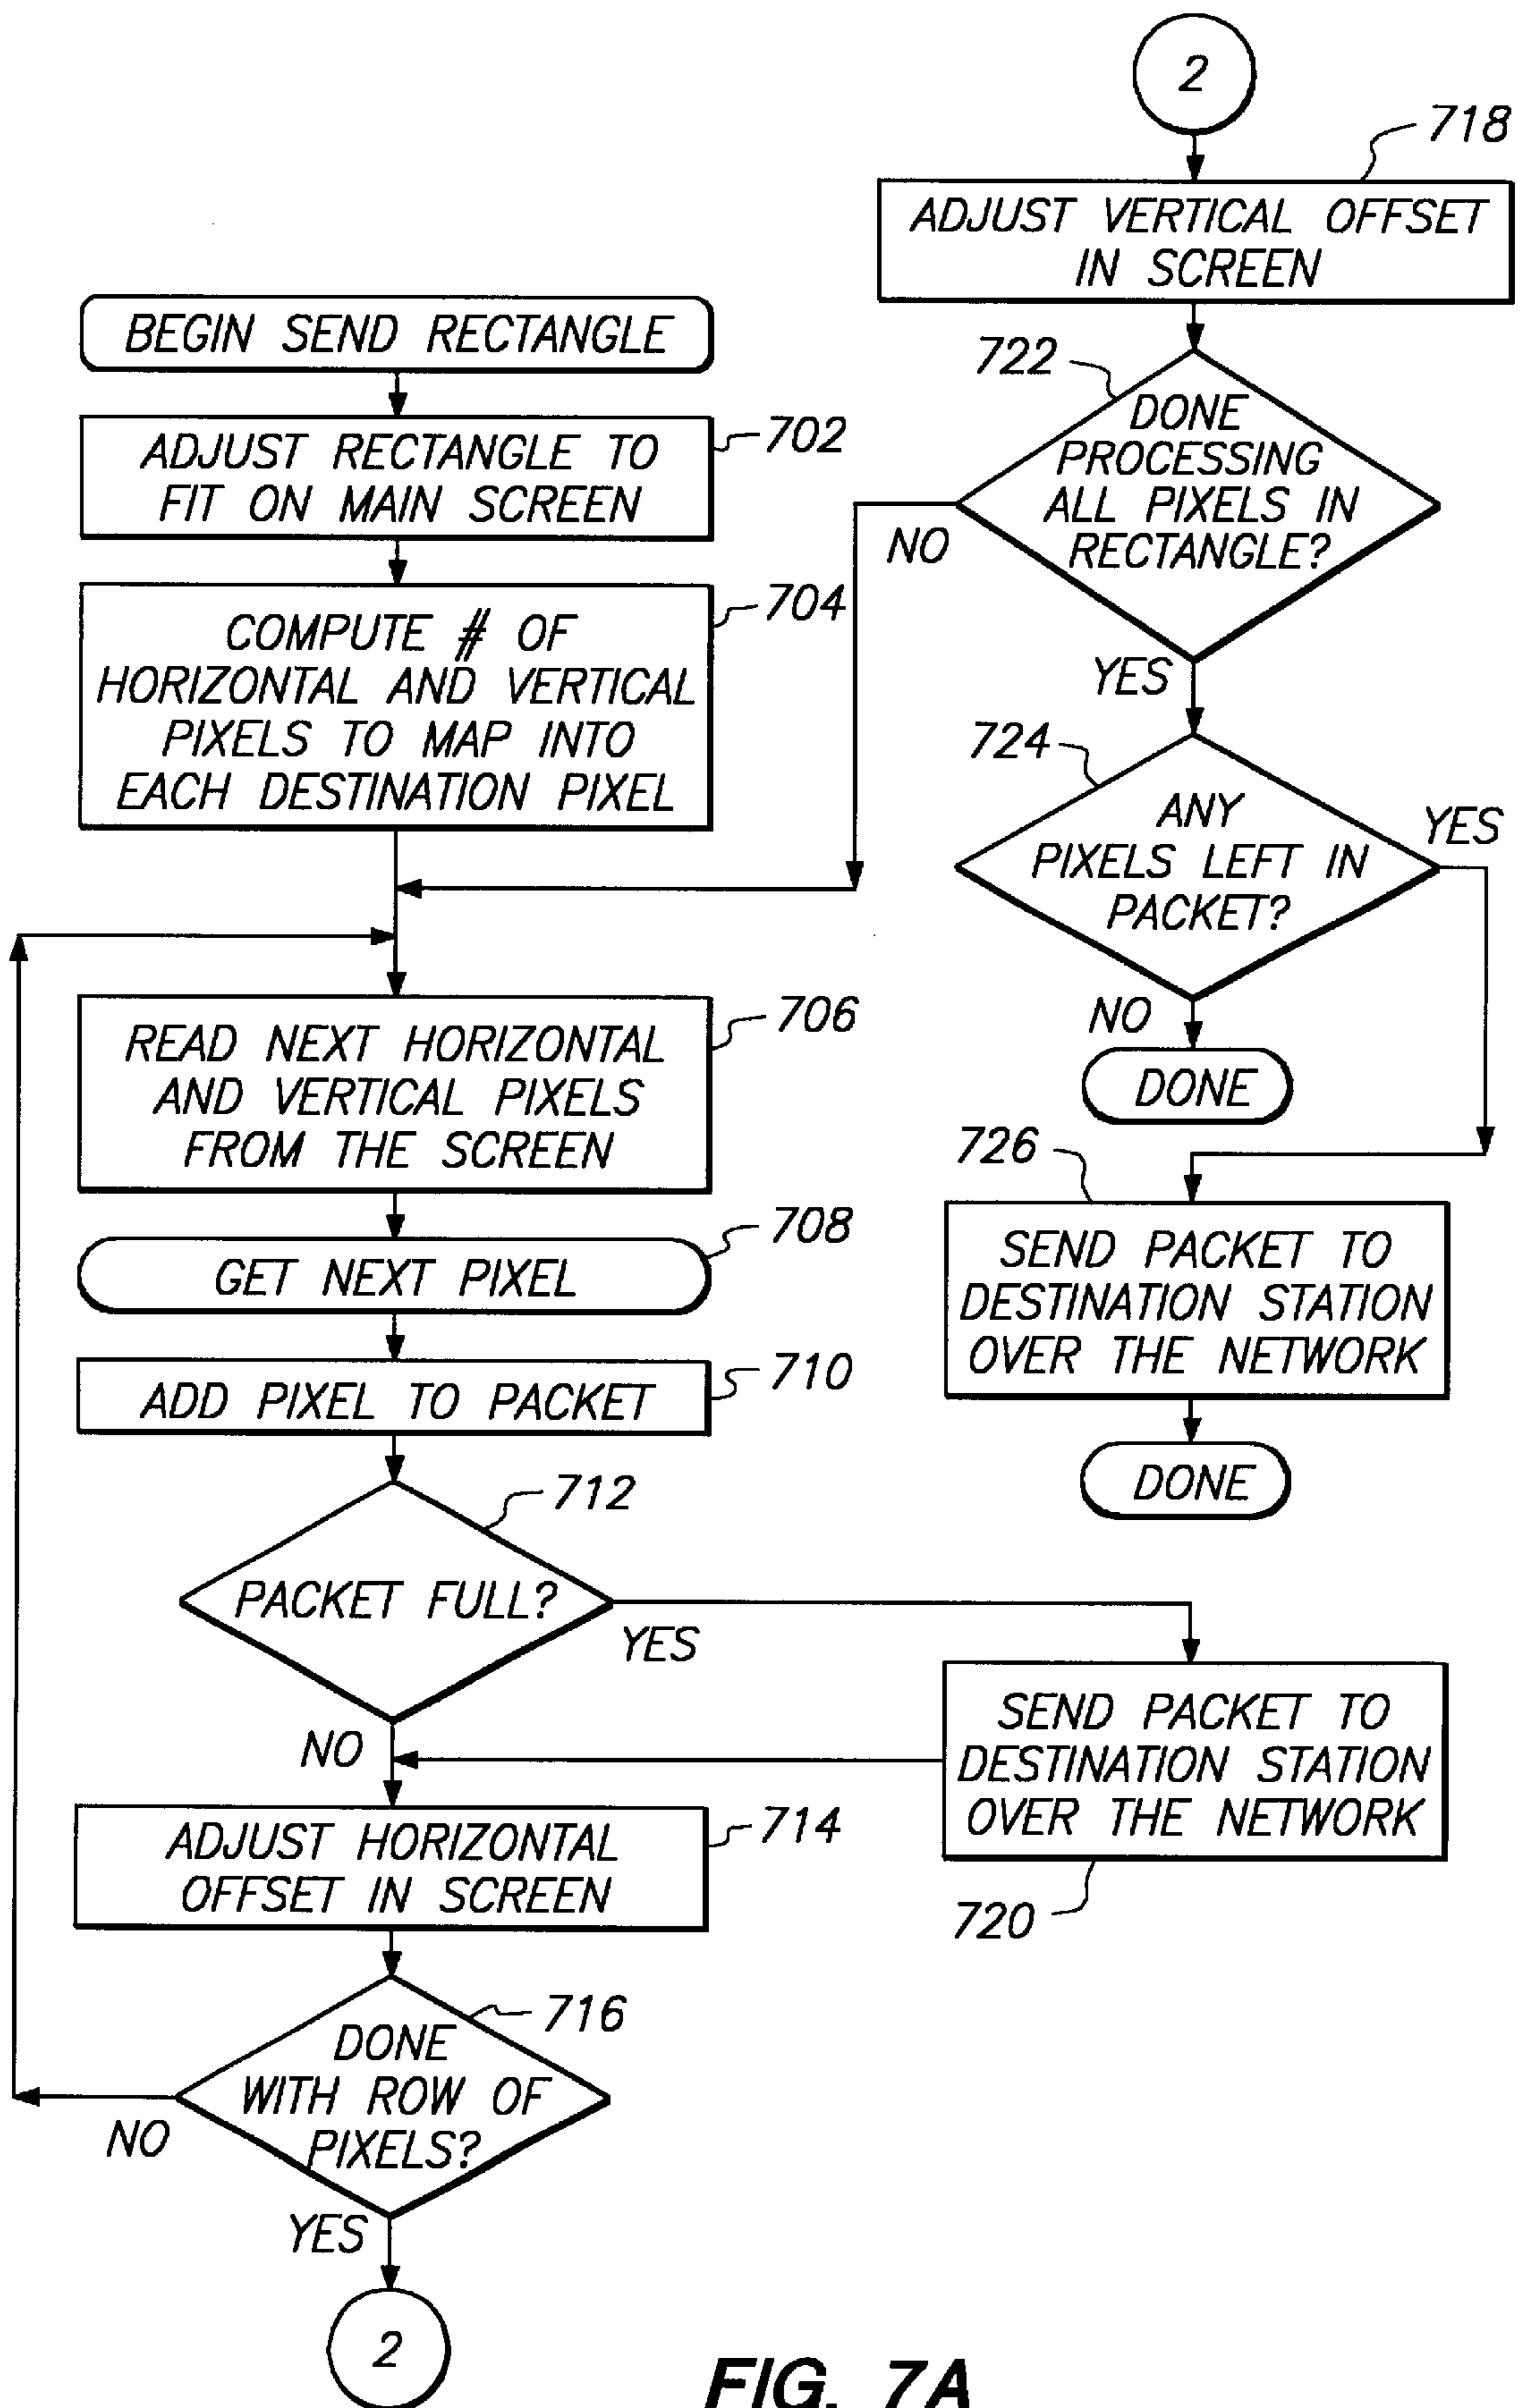 BEGIN SEND RECTANGLE
702
ADJUST RECTANGLE TO
FIT ON MAIN SCREEN
704
COMPUTE # OF
HORIZONTAL AND VERTICAL
PIXELS TO MAP INTO
EACH DESTINATION PIXEL
706
READ NEXT HORIZONTAL
AND VERTICAL PIXELS
FROM THE SCREEN
708
GET NEXT PIXEL
710
ADD PIXEL TO PACKET
712
PACKET FULL?
YES
NO
714
ADJUST HORIZONTAL
OFFSET IN SCREEN
716
DONE
WITH ROW OF
PIXELS?
NO
YES
2
2
718
ADJUST VERTICAL OFFSET
IN SCREEN
722
DONE
PROCESSING
ALL PIXELS IN
RECTANGLE?
NO
YES
724
ANY
PIXELS LEFT IN
PACKET?
YES
NO
DONE
726
SEND PACKET TO
DESTINATION STATION
OVER THE NETWORK
DONE
SEND PACKET TO
DESTINATION STATION
OVER THE NETWORK
720
FIG. 7A